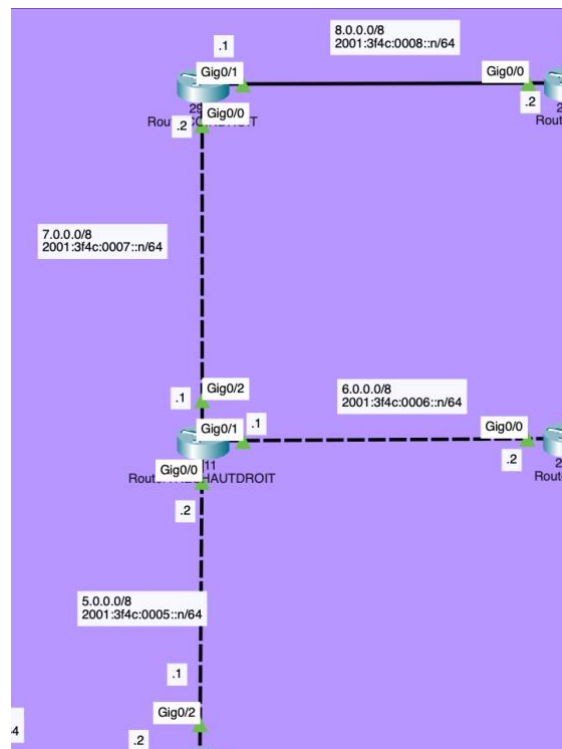 8.0.0.0/8
2001:3f4c:0008::n/64
.1
Gig0/1
Gig0/0
.2
Gig0/0
.2
7.0.0.0/8
2001:3f4c:0007::n/64
.1
Gig0/2
6.0.0.0/8
2001:3f4c:0006::n/64
Gig0/1
.1
Gig0/0
.2
Gig0/0
.2
5.0.0.0/8
2001:3f4c:0005::n/64
.1
Gig0/2
.2